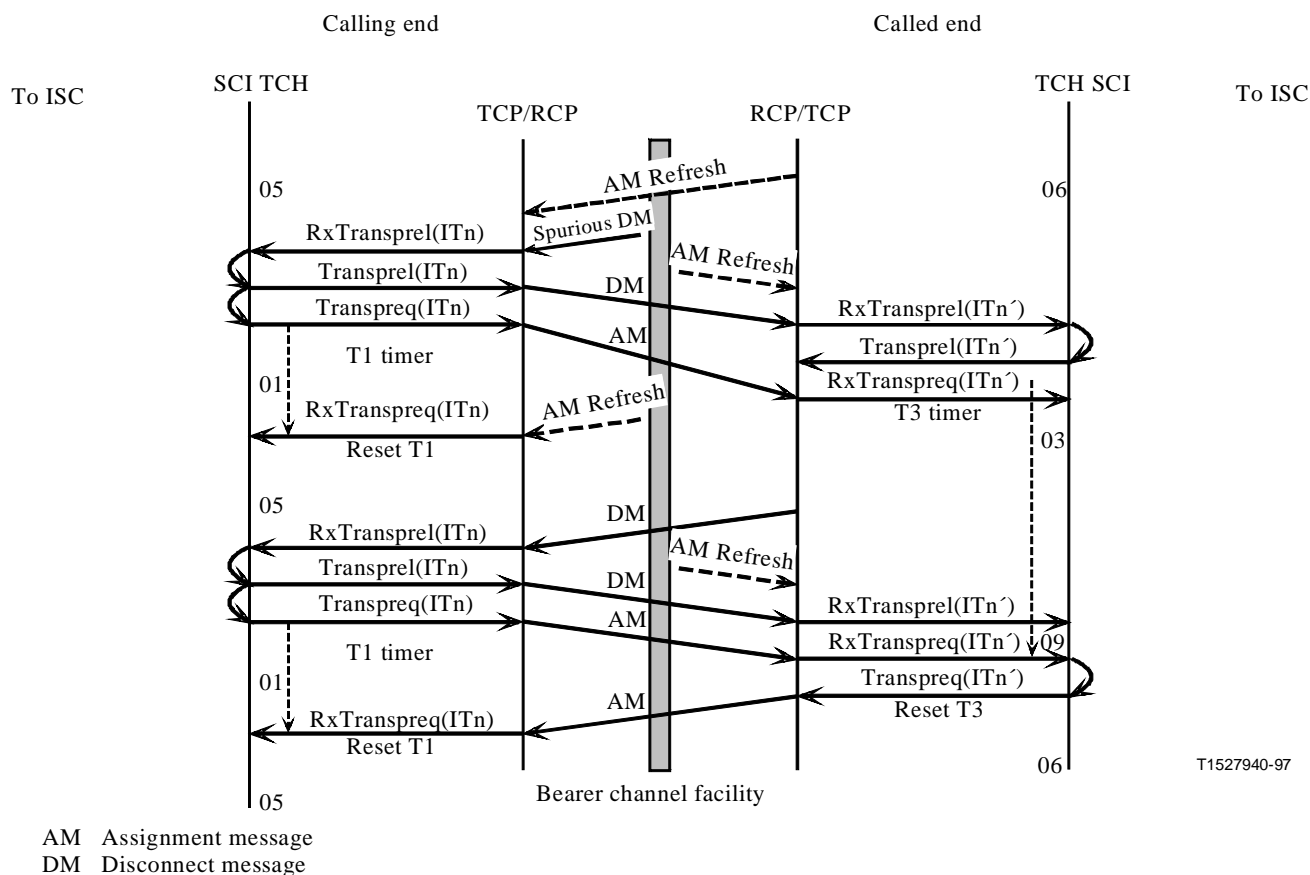 Calling end
Called end
To ISC
SCI TCH
TCH SCI
To ISC
TCP/RCP
RCP/TCP
05
AM Refresh
06
RxTransprel(ITn)
Spurious DM
AM Refresh
Transprel(ITn)
DM
Transpreq(ITn)
RxTransprel(ITn´)
AM
T1 timer
Transprel(ITn´)
01
RxTranspreq(ITn´)
RxTranspreq(ITn)
AM Refresh
T3 timer
Reset T1
03
05
DM
RxTransprel(ITn)
AM Refresh
Transprel(ITn)
DM
Transpreq(ITn)
RxTransprel(ITn´)
AM
RxTranspreq(ITn´)
09
T1 timer
01
Transpreq(ITn´)
AM
Reset T3
RxTranspreq(ITn)
Reset T1
06
T1527940-97
Bearer channel facility
05
AM Assignment message
DM Disconnect message